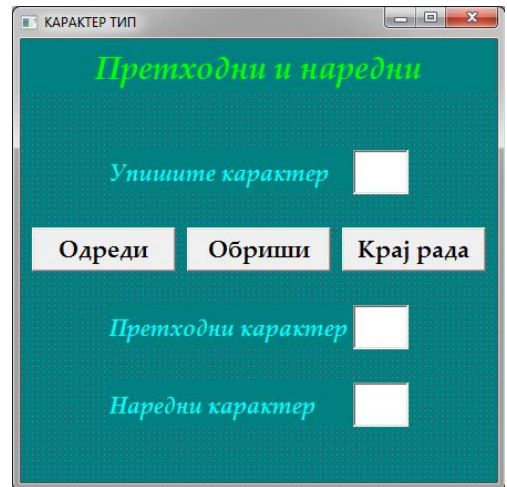 КАРАКТЕР ТИП
Претходни и наредни
Упишите карактер
Одреди Обриши Крај рада
Претходни карактер
Наредни карактер